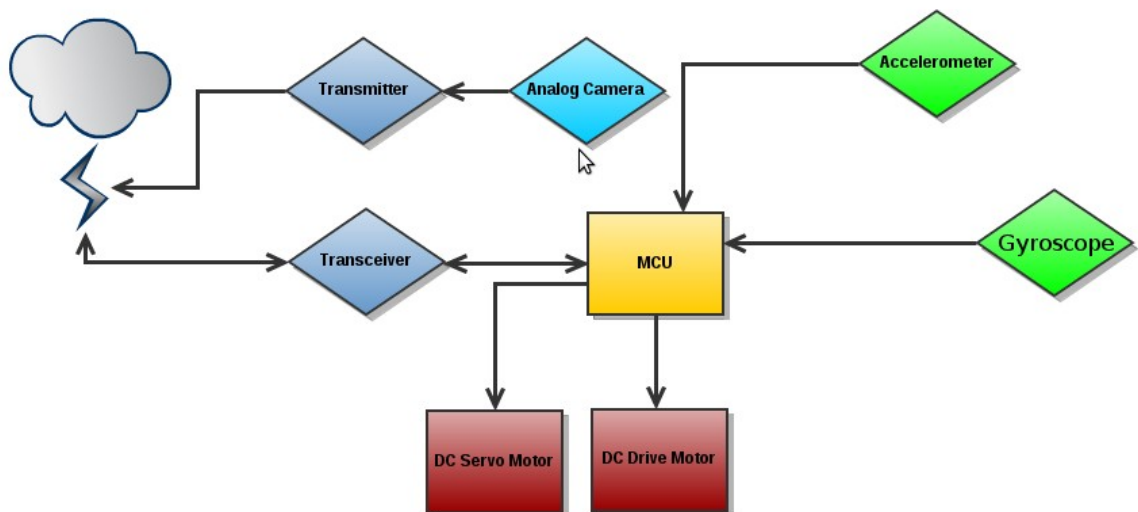 Transmitter
Analog Camera
Accelerometer
Gyroscope
Transceiver
MCU
DC Servo Motor
DC Drive Motor